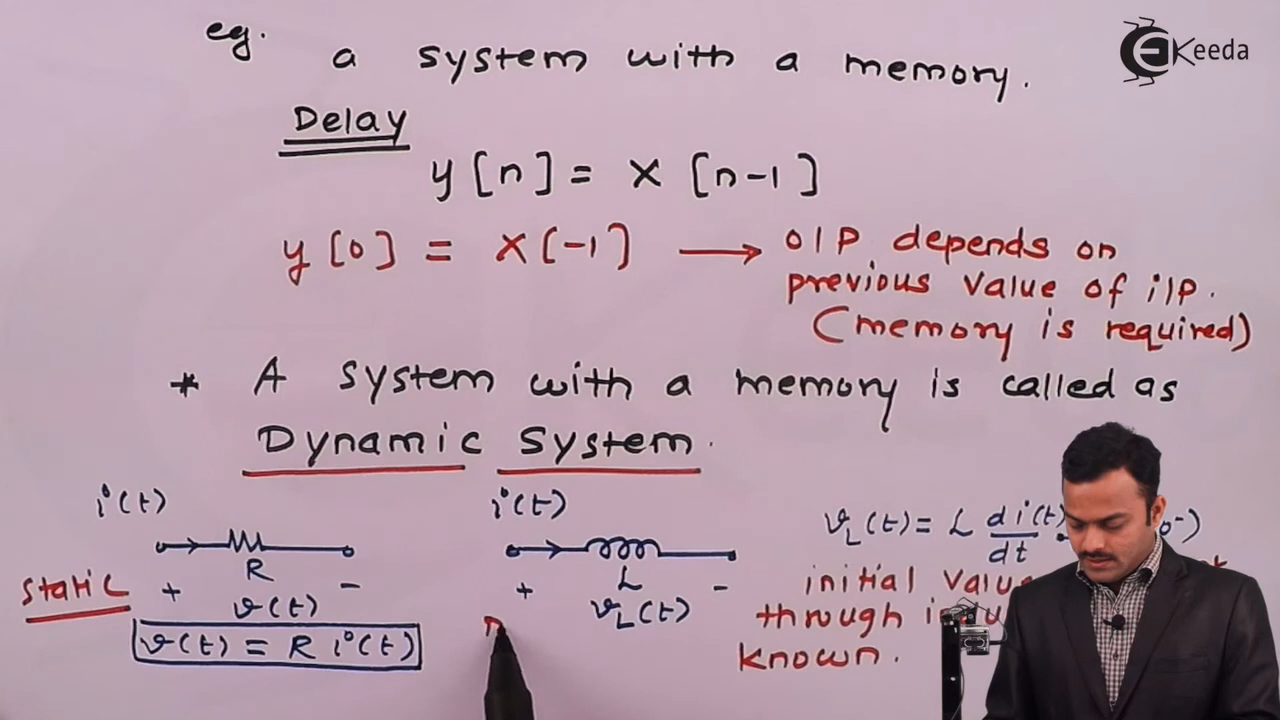 eg. a system with a memory.
EKeeda
Delay
y[n] = x[n-1]
y[0] = x[-1] → O/P depends on
previous value of i/p.
(memory is required)
* A system with a memory is called as
Dynamic System.
i(t)
R
+ v(t) -
static
v(t) = R i(t)
i(t)
L
+ vL(t) -
vL(t) = L di(t)/dt
initial
through
known.